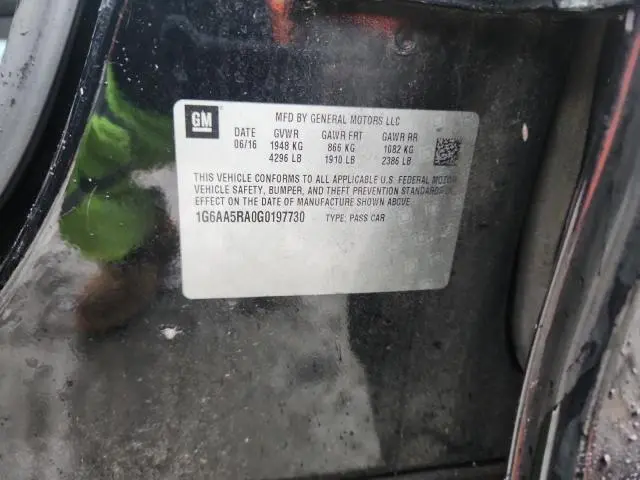 GM
MFD BY GENERAL MOTORS LLC
DATE GVWR GAWR FRT GAWR RR
06/16 1948 KG 866 KG 1082 KG
4296 LB 1910 LB 2386 LB
THIS VEHICLE CONFORMS TO ALL APPLICABLE U.S. FEDERAL MOTOR
VEHICLE SAFETY, BUMPER, AND THEFT PREVENTION STANDARDS IN
EFFECT ON THE DATE OF MANUFACTURE SHOWN ABOVE.
1G6AA5RA0G0197730 TYPE: PASS CAR